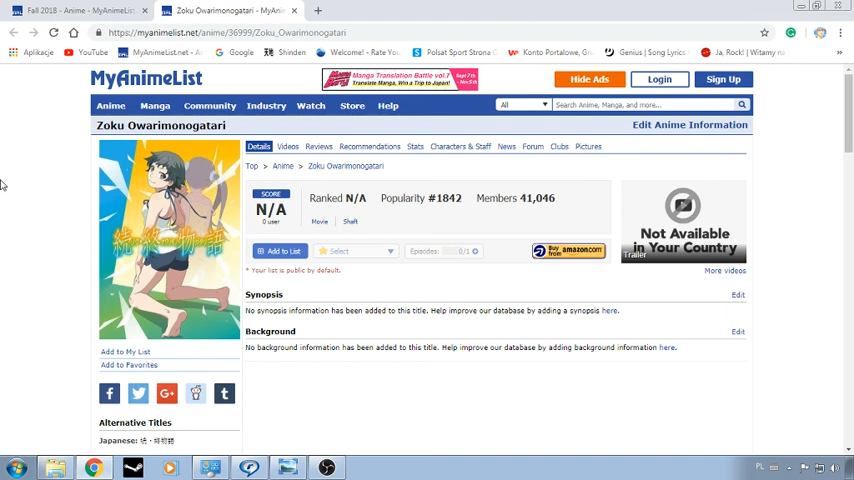 Fall 2018 - Anime - MyAnimeList
Zoku Owarimonogatari - MyAnim
https://myanimelist.net/anime/36999/Zoku_Owarimonogatari
Aplikacje
YouTube
MyAnimeList.net - A
Google
Shinden
Welcome! - Rate You
Polsat Sport Strona G
Konto Portalowe, Gr
Genius | Song Lyrics
Ja, Rock! | Witamy na
MyAnimeList
Manga Translation Battle vol.7
Translate Manga, Win a Trip to Japan!
Hide Ads
Login
Sign Up
Anime
Manga
Community
Industry
Watch
Store
Help
All
Search Anime, Manga, and more...
Zoku Owarimonogatari
Edit Anime Information
Details
Videos
Reviews
Recommendations
Stats
Characters & Staff
News
Forum
Clubs
Pictures
Top > Anime > Zoku Owarimonogatari
SCORE
N/A
0 user
Ranked N/A
Popularity #1842
Members 41,046
Movie
Shaft
Not Available
in Your Country
Trailer
Add to List
Select
Episodes: 0/1
Buy from amazon.com
* Your list is public by default.
More videos
続・終物語
Synopsis
Edit
No synopsis information has been added to this title. Help improve our database by adding a synopsis here.
Background
Edit
No background information has been added to this title. Help improve our database by adding background information here.
Add to My List
Add to Favorites
Alternative Titles
Japanese: 続・終物語
PL